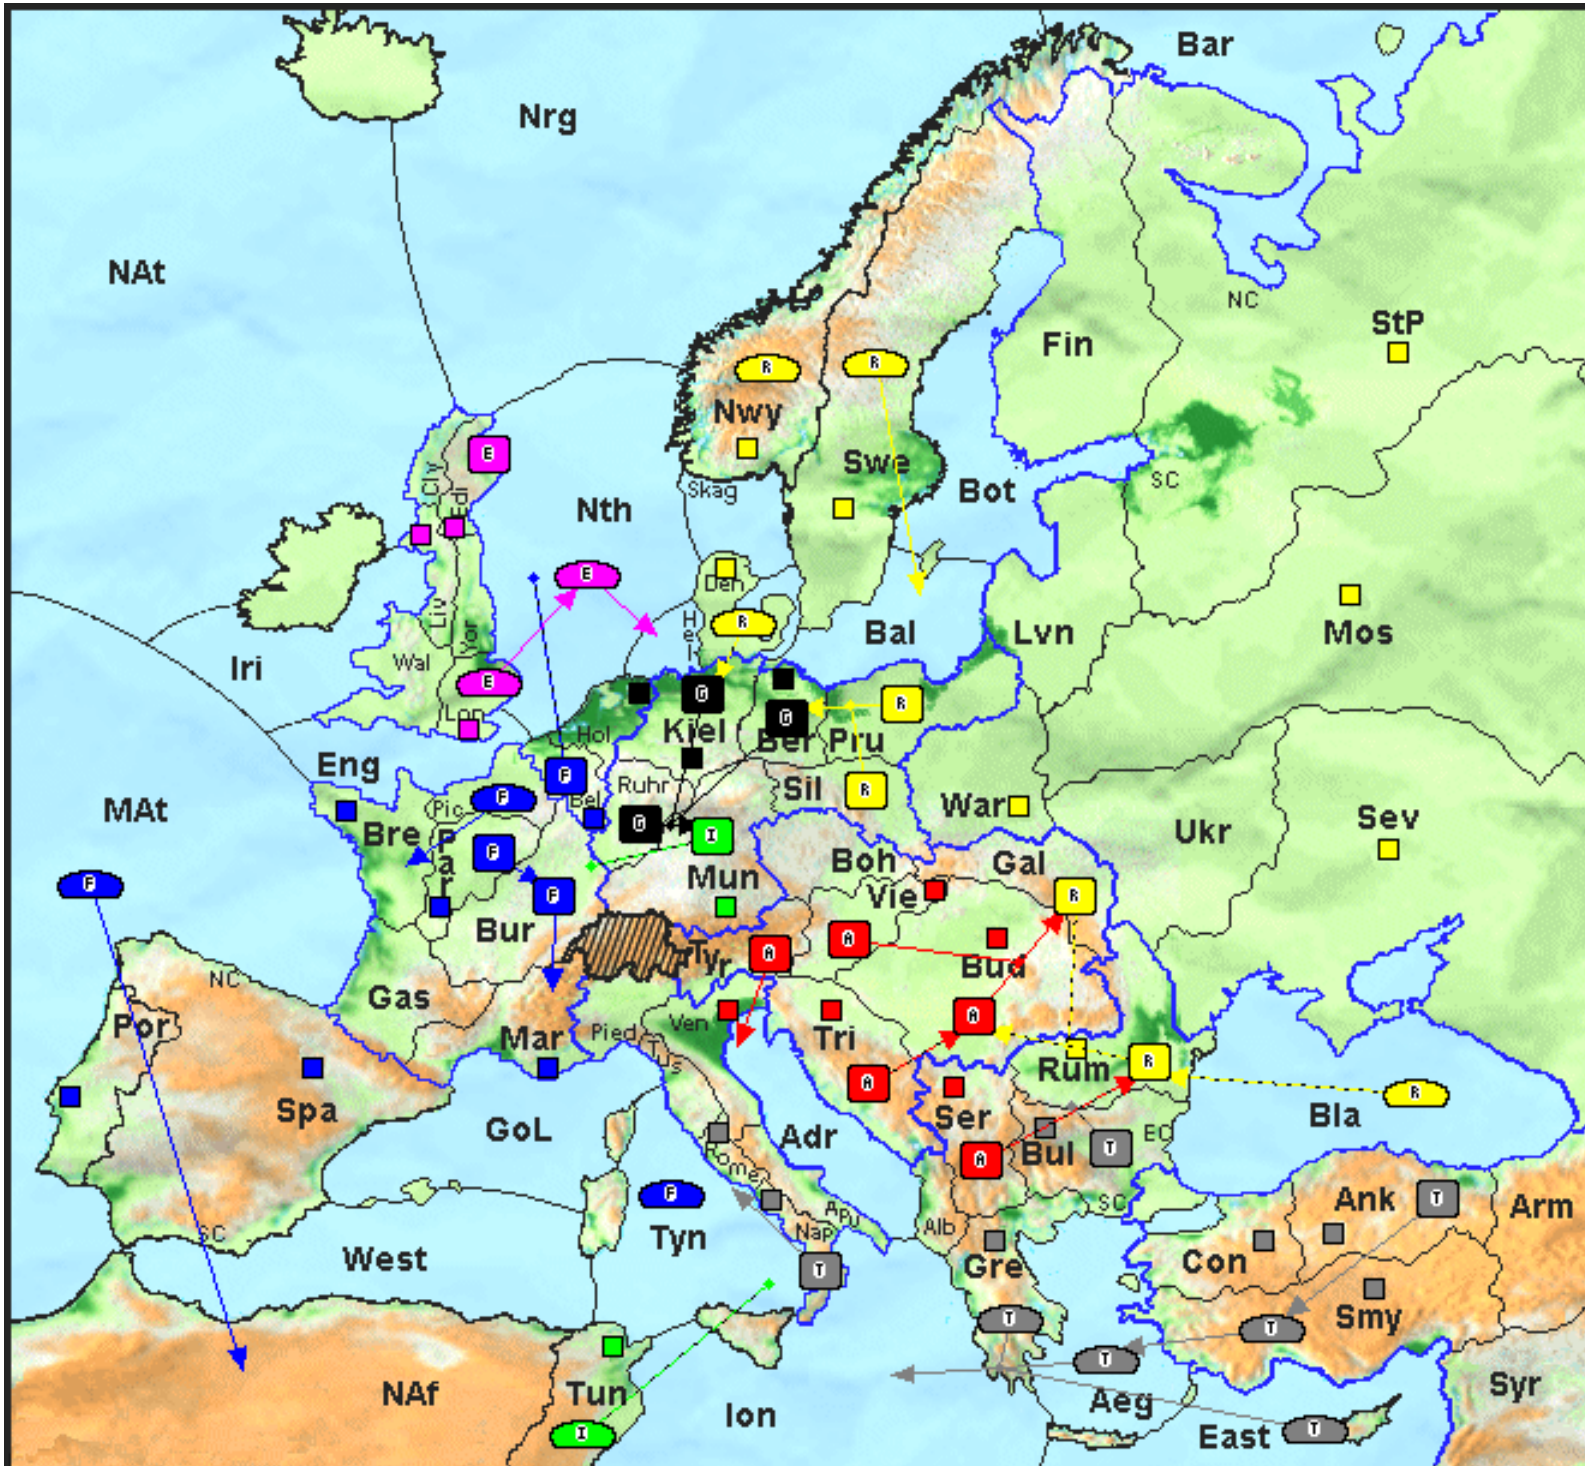 Bar
Nrg
NAt
NC
StP
Fin
R
R
Nwy
E
Swe
Cly
SC
Skag
Bot
Edi
Nth
E
Den
Mos
Liv
Yor
R
Hel
Bal
Lvn
Wal
Iri
E
G
R
Lon
G
Hol
Kiel
Ber
Pru
Eng
F
Ruhr
Sil
R
War
F
Pic
Bel
MAt
G
Sev
Bre
Par
I
Ukr
F
Boh
Gal
F
Mun
Vie
F
R
Bur
A
A
Tyr
Bud
NC
Gas
A
Por
Ven
Tri
Mar
Pied
Tus
Rum
R
A
Ser
R
Spa
Bla
GoL
Adr
EC
Bul
T
Rome
A
F
Ank
T
Arm
Apu
SC
Alb
Nap
SC
Tyn
West
Con
T
Gre
Smy
T
T
T
NAf
Tun
Syr
Ion
Aeg
I
East
T